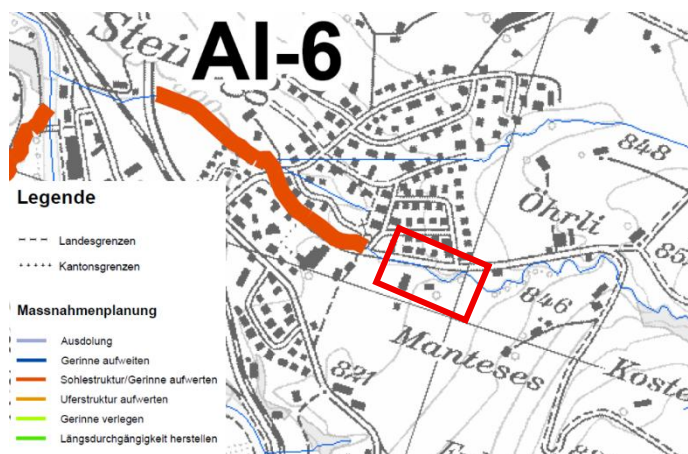 AI-6
848
Öhrli
846
Manteses
821
Legende
Landesgrenzen
Kantonsgrenzen
Massnahmenplanung
Ausdolung
Gerinne aufweiten
Sohlestruktur/Gerinne aufwerten
Uferstruktur aufwerten
Gerinne verlegen
Längsdurchgängigkeit herstellen